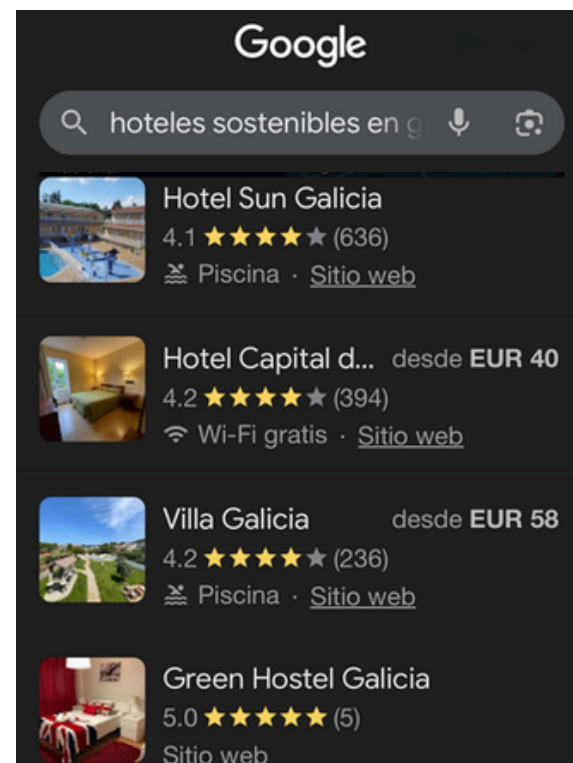 Google
hoteles sostenibles en g
Hotel Sun Galicia
4.1 ★★★★★ (636)
Piscina · Sitio web
Hotel Capital d... desde EUR 40
4.2 ★★★★★ (394)
Wi-Fi gratis · Sitio web
Villa Galicia desde EUR 58
4.2 ★★★★★ (236)
Piscina · Sitio web
Green Hostel Galicia
5.0 ★★★★★ (5)
Sitio web